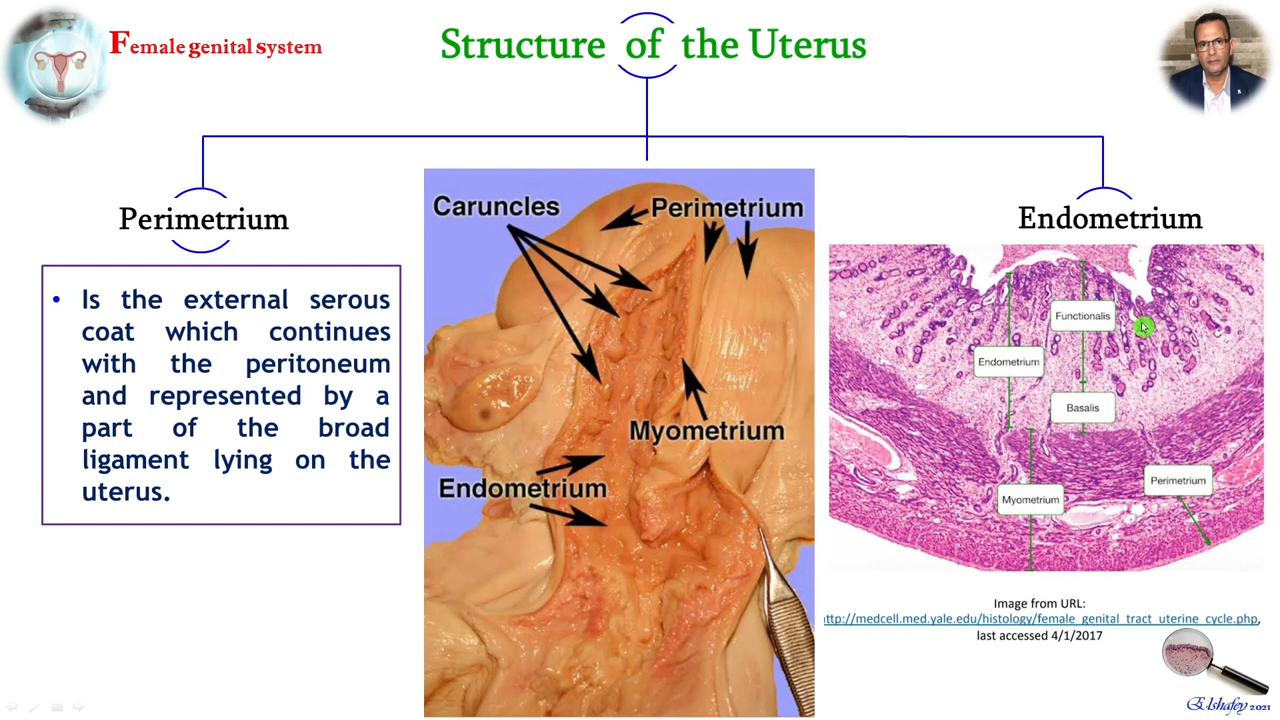 Female genital system
Structure of the Uterus
Perimetrium
Endometrium
• Is the external serous
coat which continues
with the peritoneum
and represented by a
part of the broad
ligament lying on the
uterus.
Caruncles
Perimetrium
Myometrium
Endometrium
Functionalis
Endometrium
Basalis
Perimetrium
Myometrium
Image from URL:
ttp://medcell.med.yale.edu/histology/female_genital_tract_uterine_cycle.php,
last accessed 4/1/2017
Elshafey 2021